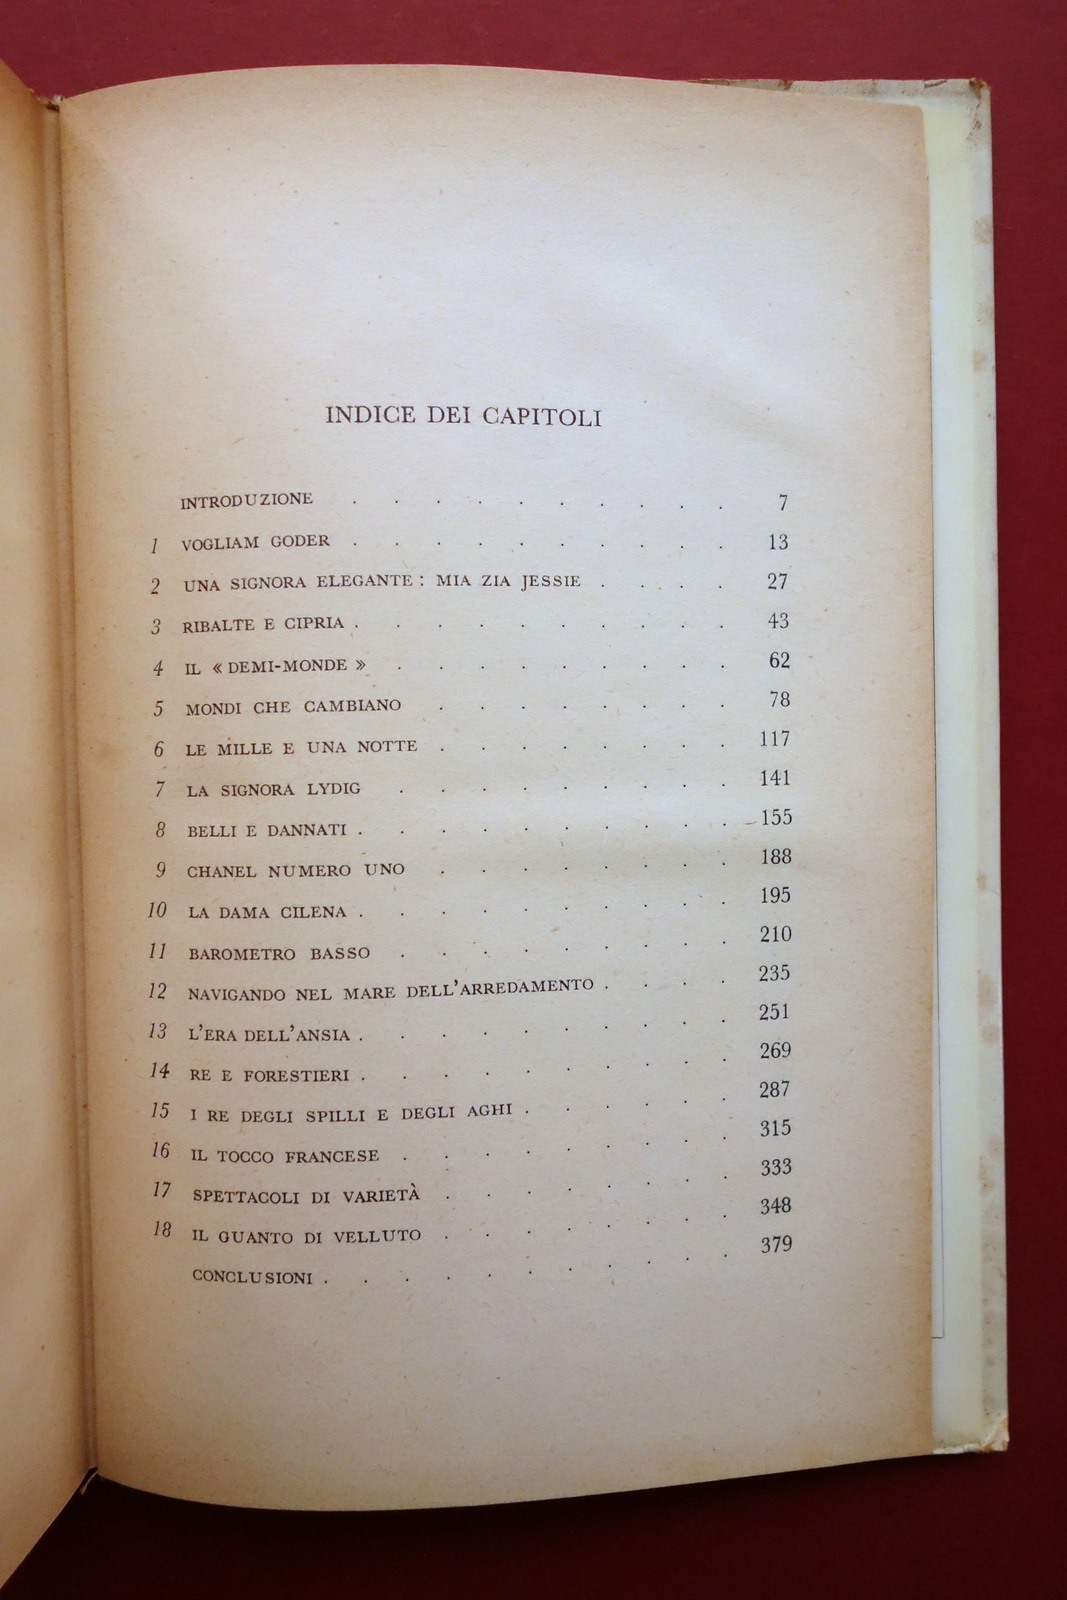 INDICE DEI CAPITOLI
INTRODUZIONE . . . . . . . . . . 7
1 VOGLIAM GODER . . . . . . . . . . 13
2 UNA SIGNORA ELEGANTE : MIA ZIA JESSIE . . . . 27
3 RIBALTE E CIPRIA . . . . . . . . . . 43
4 IL « DEMI-MONDE » . . . . . . . . . 62
5 MONDI CHE CAMBIANO . . . . . . . . 78
6 LE MILLE E UNA NOTTE . . . . . . . . 117
7 LA SIGNORA LYDIG . . . . . . . . . 141
8 BELLI E DANNATI . . . . . . . . . . 155
9 CHANEL NUMERO UNO . . . . . . . . 188
10 LA DAMA CILENA . . . . . . . . . . 195
11 BAROMETRO BASSO . . . . . . . . . 210
12 NAVIGANDO NEL MARE DELL'ARREDAMENTO . . . . 235
13 L'ERA DELL'ANSIA . . . . . . . . . . 251
14 RE E FORESTIERI . . . . . . . . . . 269
15 I RE DEGLI SPILLI E DEGLI AGHI . . . . . . 287
16 IL TOCCO FRANCESE . . . . . . . . . 315
17 SPETTACOLI DI VARIETÀ . . . . . . . . 333
18 IL GUANTO DI VELLUTO . . . . . . . . 348
CONCLUSIONI . . . . . . . . . . . 379